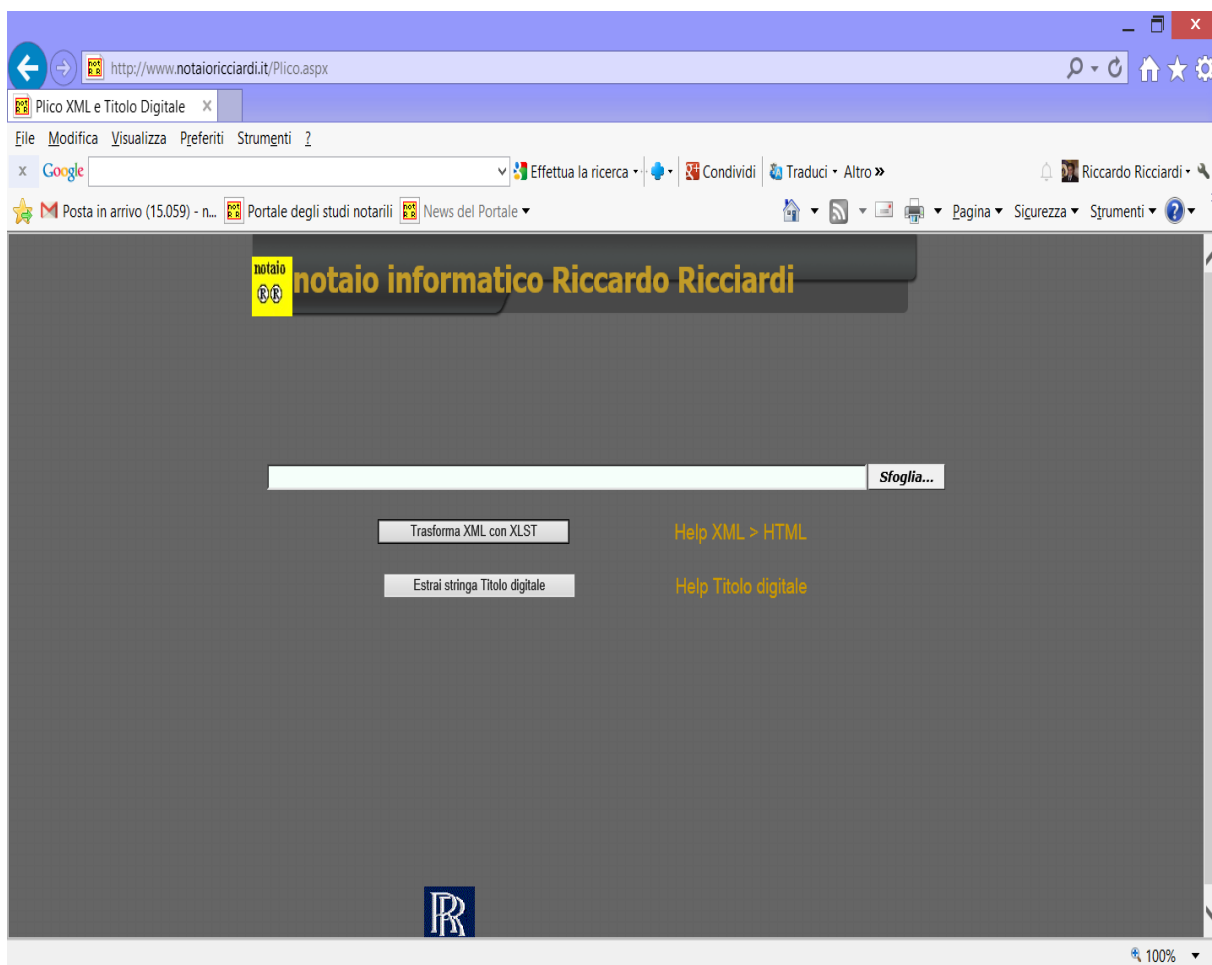 http://www.notaioricciardi.it/Plico.aspx
Plico XML e Titolo Digitale X
File Modifica Visualizza Preferiti Strumenti ?
x Google Effettua la ricerca Condividi Traduci Altro » Riccardo Ricciardi
Posta in arrivo (15.059) - n... Portale degli studi notarili News del Portale Pagina Sicurezza Strumenti
notaio
®® notaio informatico Riccardo Ricciardi
Sfoglia...
Trasforma XML con XLST Help XML > HTML
Estrai stringa Titolo digitale Help Titolo digitale
RR
100%